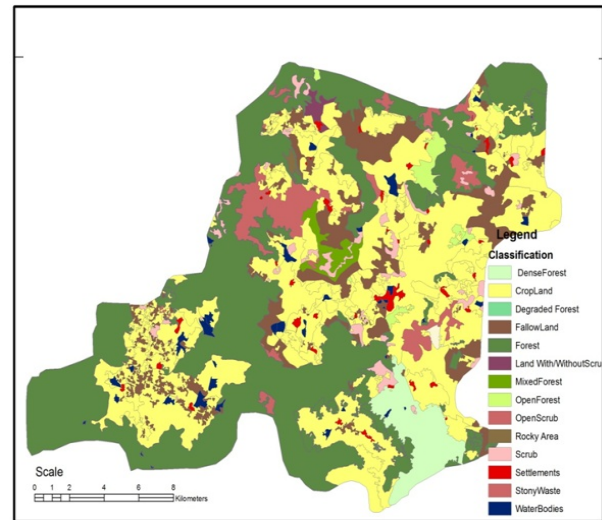 Legend
Classification
DenseForest
CropLand
Degraded Forest
FallowLand
Forest
Land With/WithoutScru
MixedForest
OpenForest
OpenScrub
Rocky Area
Scrub
Settlements
StonyWaste
WaterBodies
Scale
0 1 2 4 6 8
Kilometers